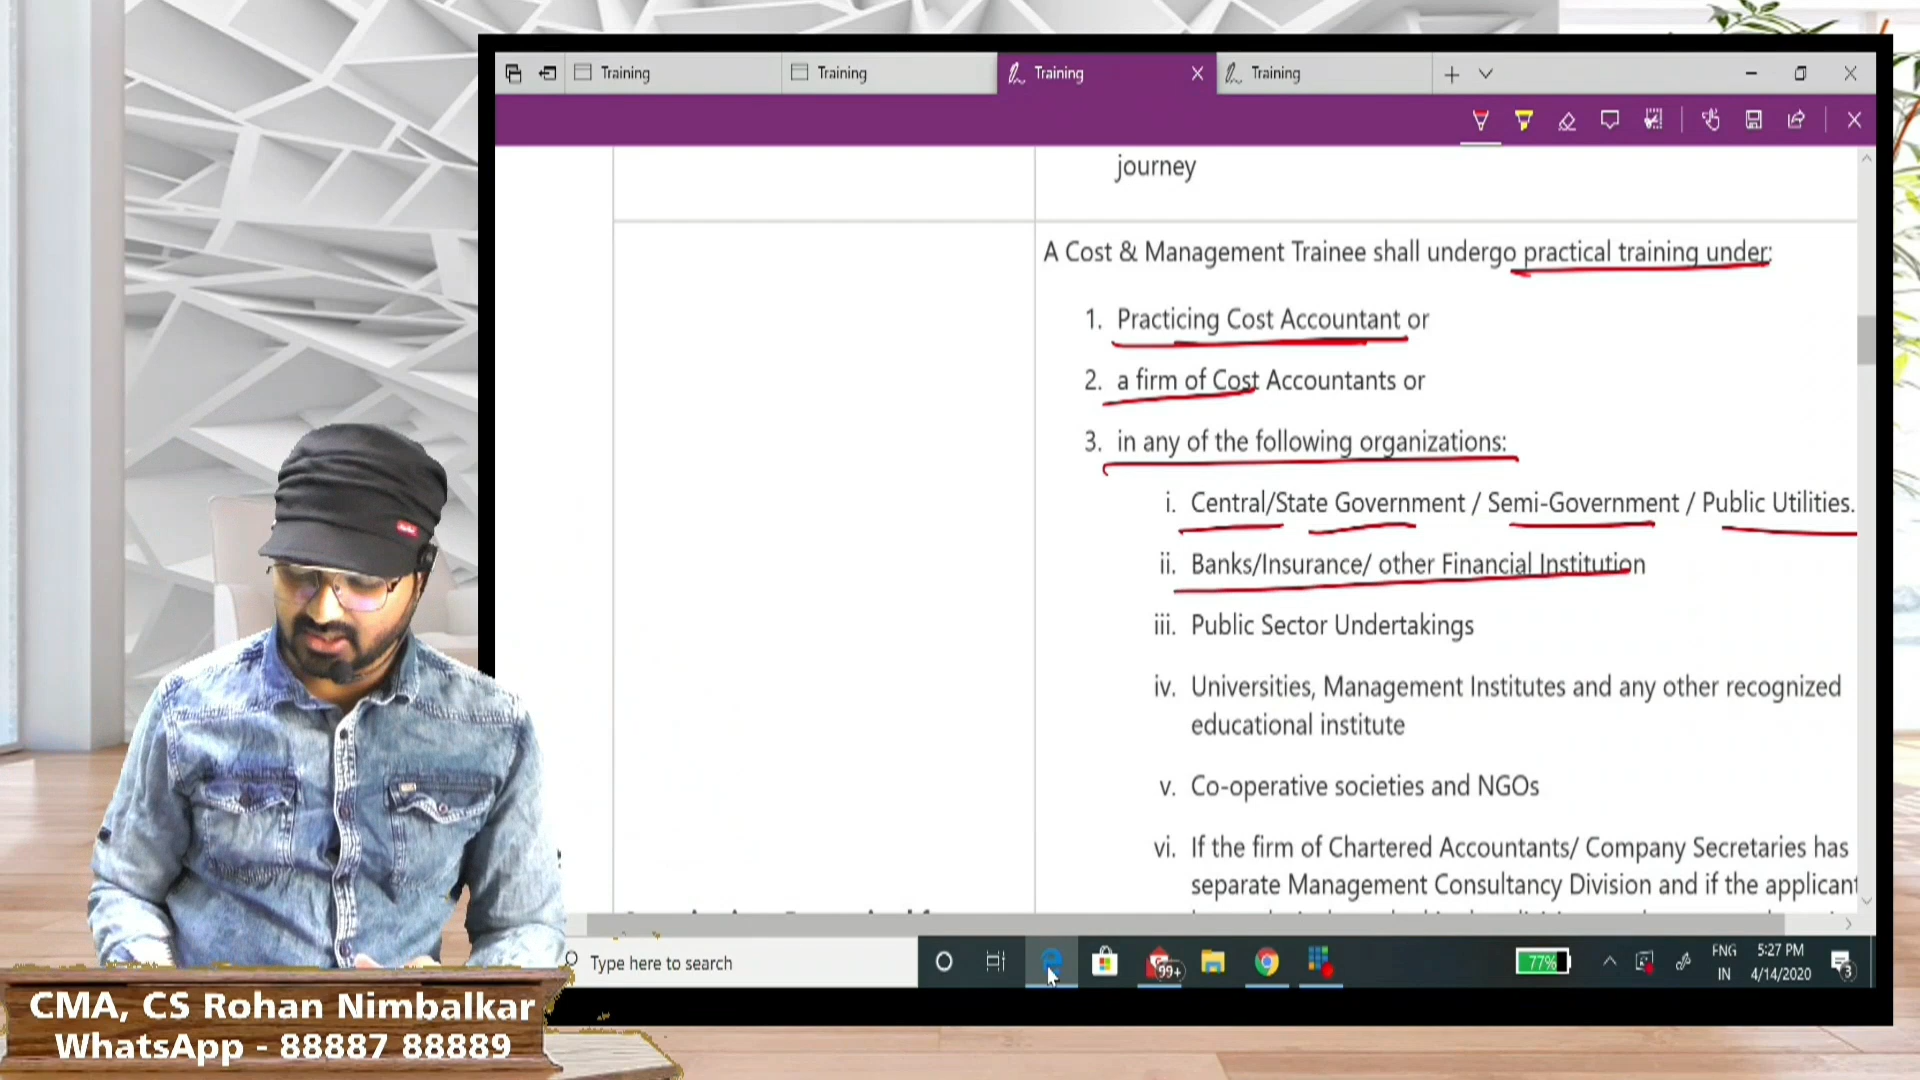 Training
Training
Training
Training
journey
A Cost & Management Trainee shall undergo practical training under:
1. Practicing Cost Accountant or
2. a firm of Cost Accountants or
3. in any of the following organizations:
i. Central/State Government / Semi-Government / Public Utilities.
ii. Banks/Insurance/ other Financial Institution
iii. Public Sector Undertakings
iv. Universities, Management Institutes and any other recognized
educational institute
v. Co-operative societies and NGOs
vi. If the firm of Chartered Accountants/ Company Secretaries has
separate Management Consultancy Division and if the applicant
Type here to search
99+
77%
ENG
IN
5:27 PM
4/14/2020
3
CMA, CS Rohan Nimbalkar
WhatsApp - 88887 88889